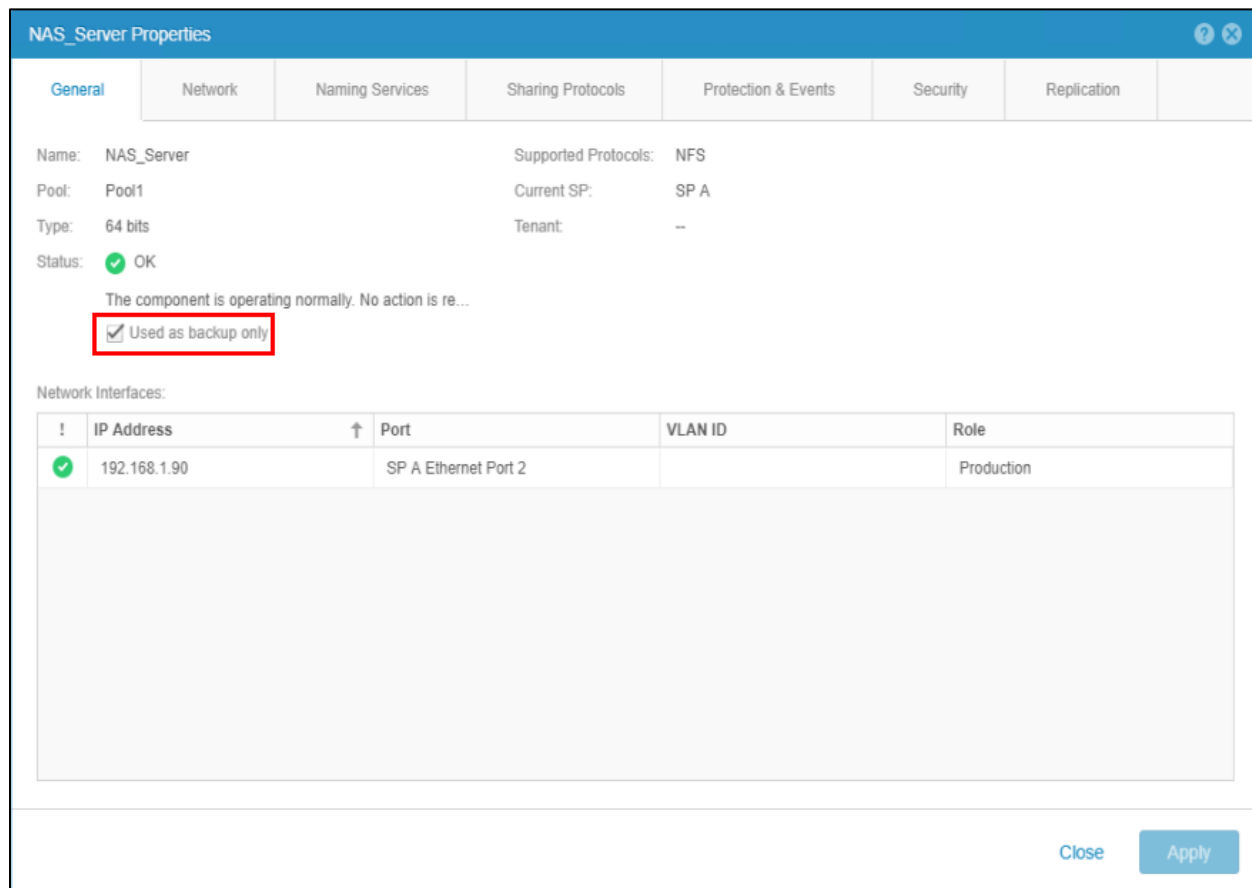 NAS_Server Properties
General Network Naming Services Sharing Protocols Protection & Events Security Replication
Name: NAS_Server Supported Protocols: NFS
Pool: Pool1 Current SP: SP A
Type: 64 bits Tenant: --
Status: OK
The component is operating normally. No action is re...
Used as backup only
Network Interfaces:
! IP Address Port VLAN ID Role
192.168.1.90 SP A Ethernet Port 2 Production
Close Apply